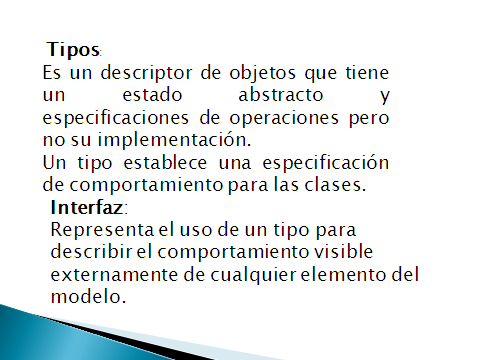 Tipos:
Es un descriptor de objetos que tiene
un estado abstracto y
especificaciones de operaciones pero
no su implementación.
Un tipo establece una especificación
de comportamiento para las clases.
Interfaz:
Representa el uso de un tipo para
describir el comportamiento visible
externamente de cualquier elemento del
modelo.